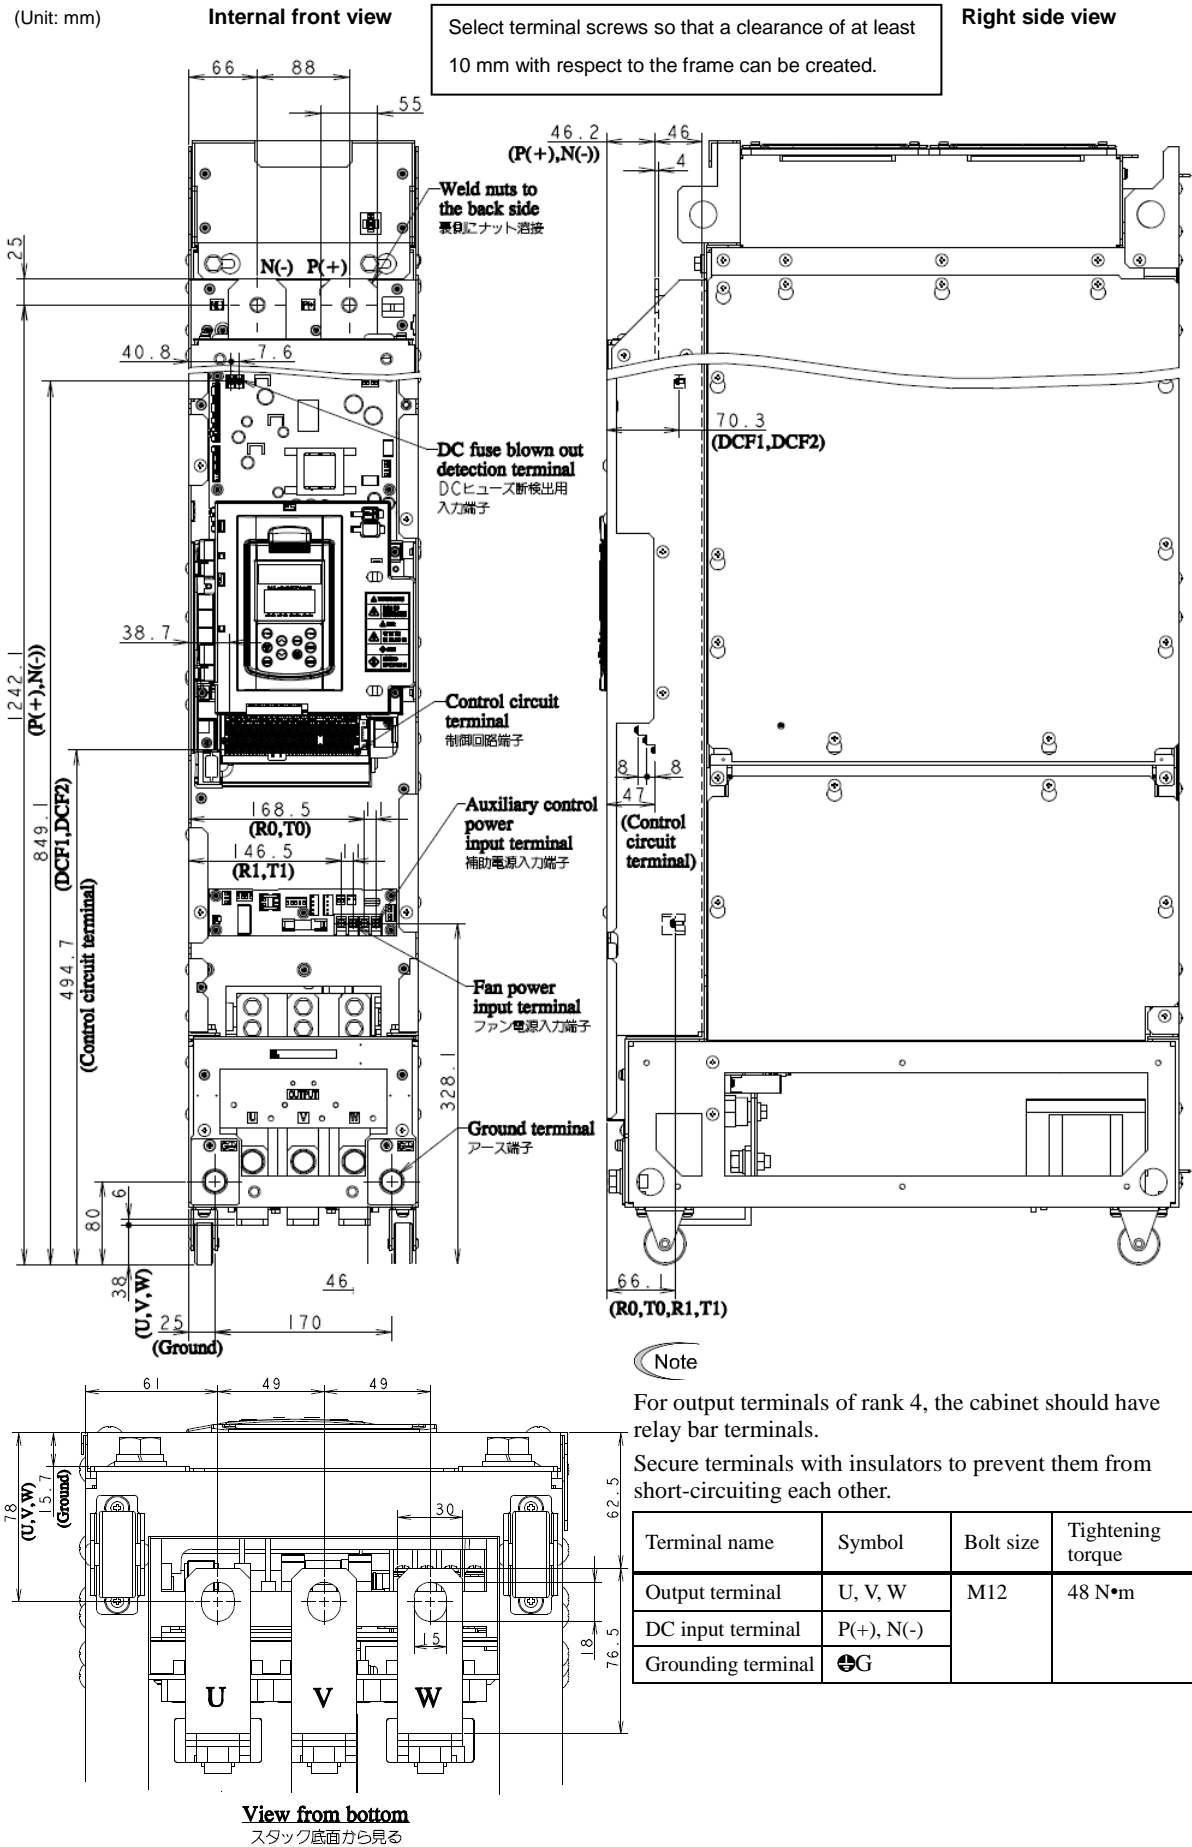 (Unit: mm)
Internal front view
Select terminal screws so that a clearance of at least
10 mm with respect to the frame can be created.
Right side view
66
88
55
46.2
46
(P(+),N(-))
4
Weld nuts to
the back side
裏側にナット溶接
25
N(-) P(+)
40.8
7.6
70.3
(DCF1,DCF2)
DC fuse blown out
detection terminal
DCヒューズ断検出用
入力端子
38.7
1242.1
(P(+),N(-))
Control circuit
terminal
制御回路端子
849.1
(DCF1,DCF2)
8
8
47
(Control
circuit
terminal)
168.5
11
(R0,T0)
Auxiliary control
power
input terminal
補助電源入力端子
146.5
11
(R1,T1)
494.7
(Control circuit terminal)
Fan power
input terminal
ファン電源入力端子
328.1
OUTPUT
U V W
Ground terminal
アース端子
6
80
38
(U,V,W)
46
25
170
(Ground)
66.1
(R0,T0,R1,T1)
Note
For output terminals of rank 4, the cabinet should have
relay bar terminals.
Secure terminals with insulators to prevent them from
short-circuiting each other.
Terminal name Symbol Bolt size Tightening torque
Output terminal U, V, W M12 48 N•m
DC input terminal P(+), N(-)
Grounding terminal G
61
49
49
78
(U,V,W)
15.7
(Ground)
62.5
30
15
18
76.5
U V W
View from bottom
スタック底面から見る